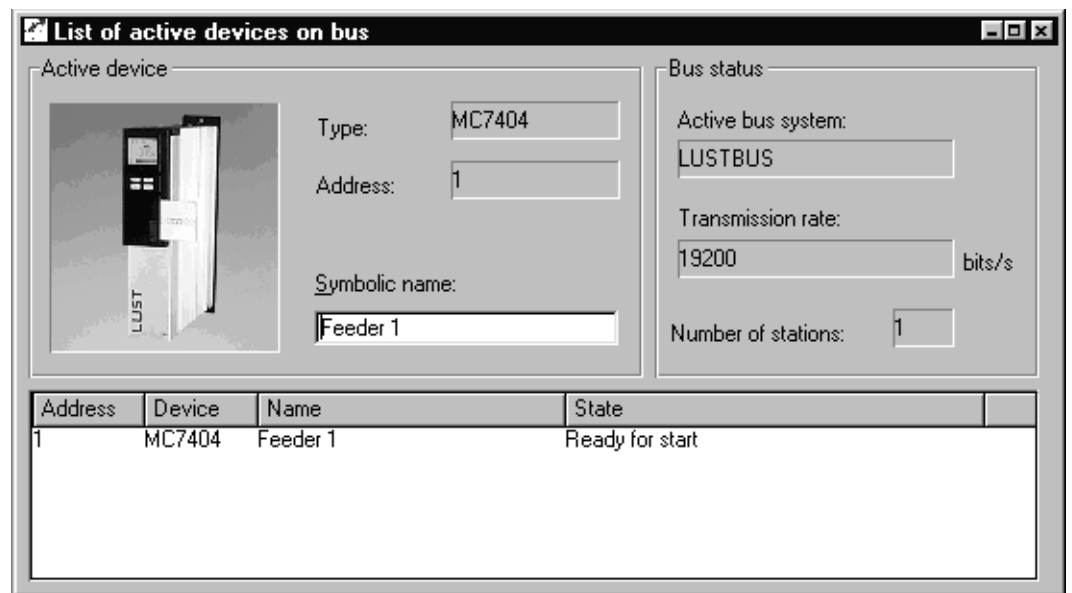 List of active devices on bus
Active device
Type: MC7404
Address: 1
Symbolic name:
Feeder 1
LUST
Bus status
Active bus system:
LUSTBUS
Transmission rate:
19200 bits/s
Number of stations: 1
Address Device Name State
1 MC7404 Feeder 1 Ready for start